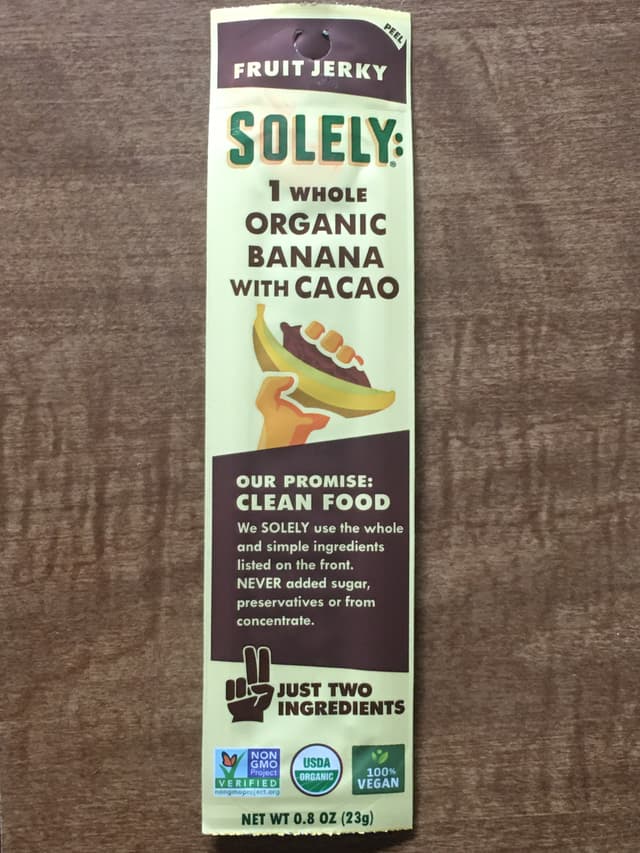 PEEL
FRUIT JERKY
SOLELY:
1 WHOLE
ORGANIC
BANANA
WITH CACAO
OUR PROMISE:
CLEAN FOOD
We SOLELY use the whole
and simple ingredients
listed on the front.
NEVER added sugar,
preservatives or from
concentrate.
JUST TWO
INGREDIENTS
NON
GMO
Project
VERIFIED
nongmoproject.org
USDA
ORGANIC
100%
VEGAN
NET WT 0.8 OZ (23g)